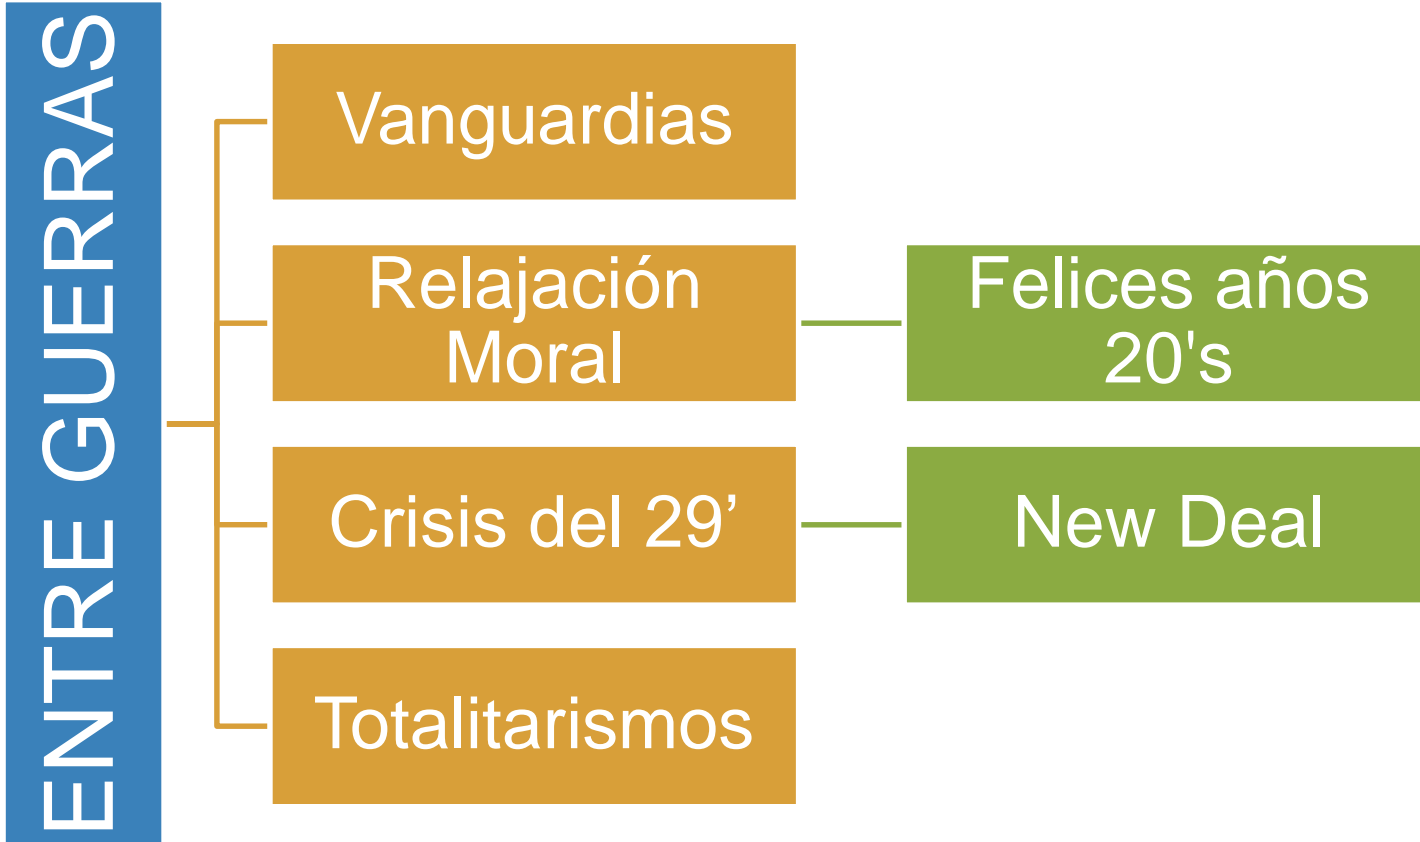 ENTRE GUERRAS
Vanguardias
Relajación
Moral
Felices años
20's
Crisis del 29’
New Deal
Totalitarismos